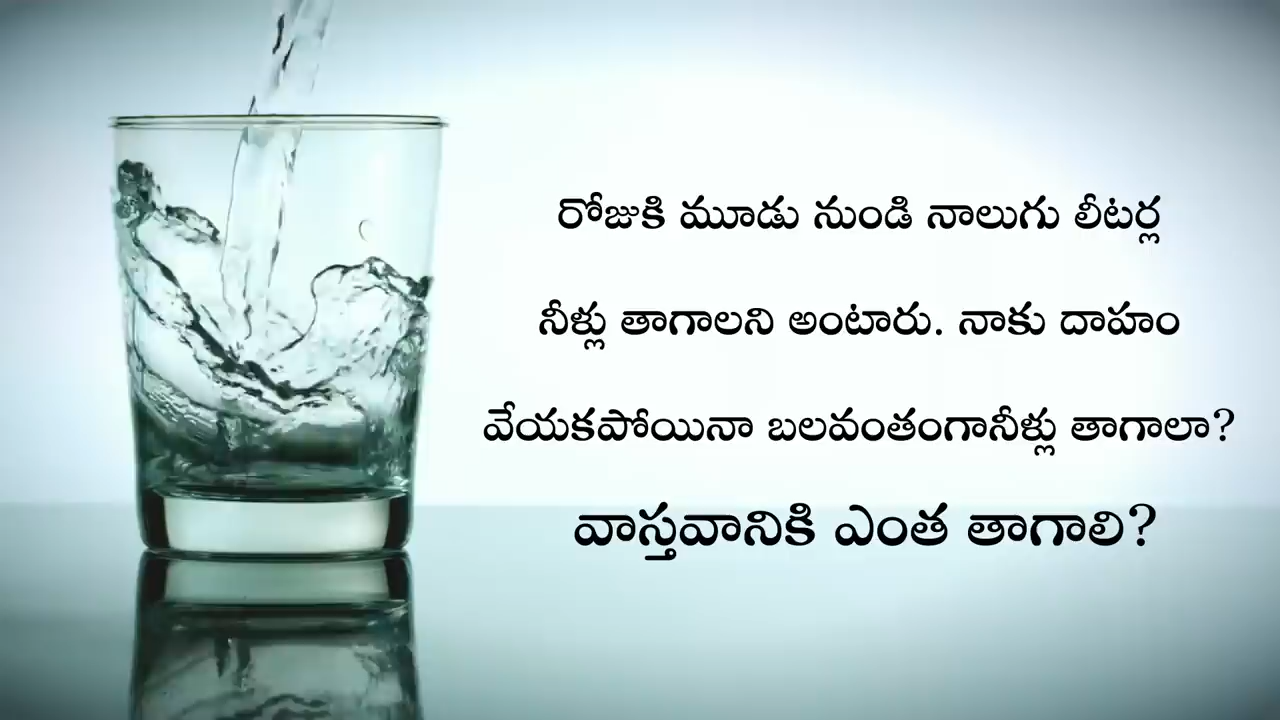 రోజుకి మూడు నుండి నాలుగు లీటర్ల
నీళ్లు తాగాలని అంటారు. నాకు దాహం
వేయకపోయినా బలవంతంగానీళ్లు తాగాలా?
వాస్తవానికి ఎంత తాగాలి?